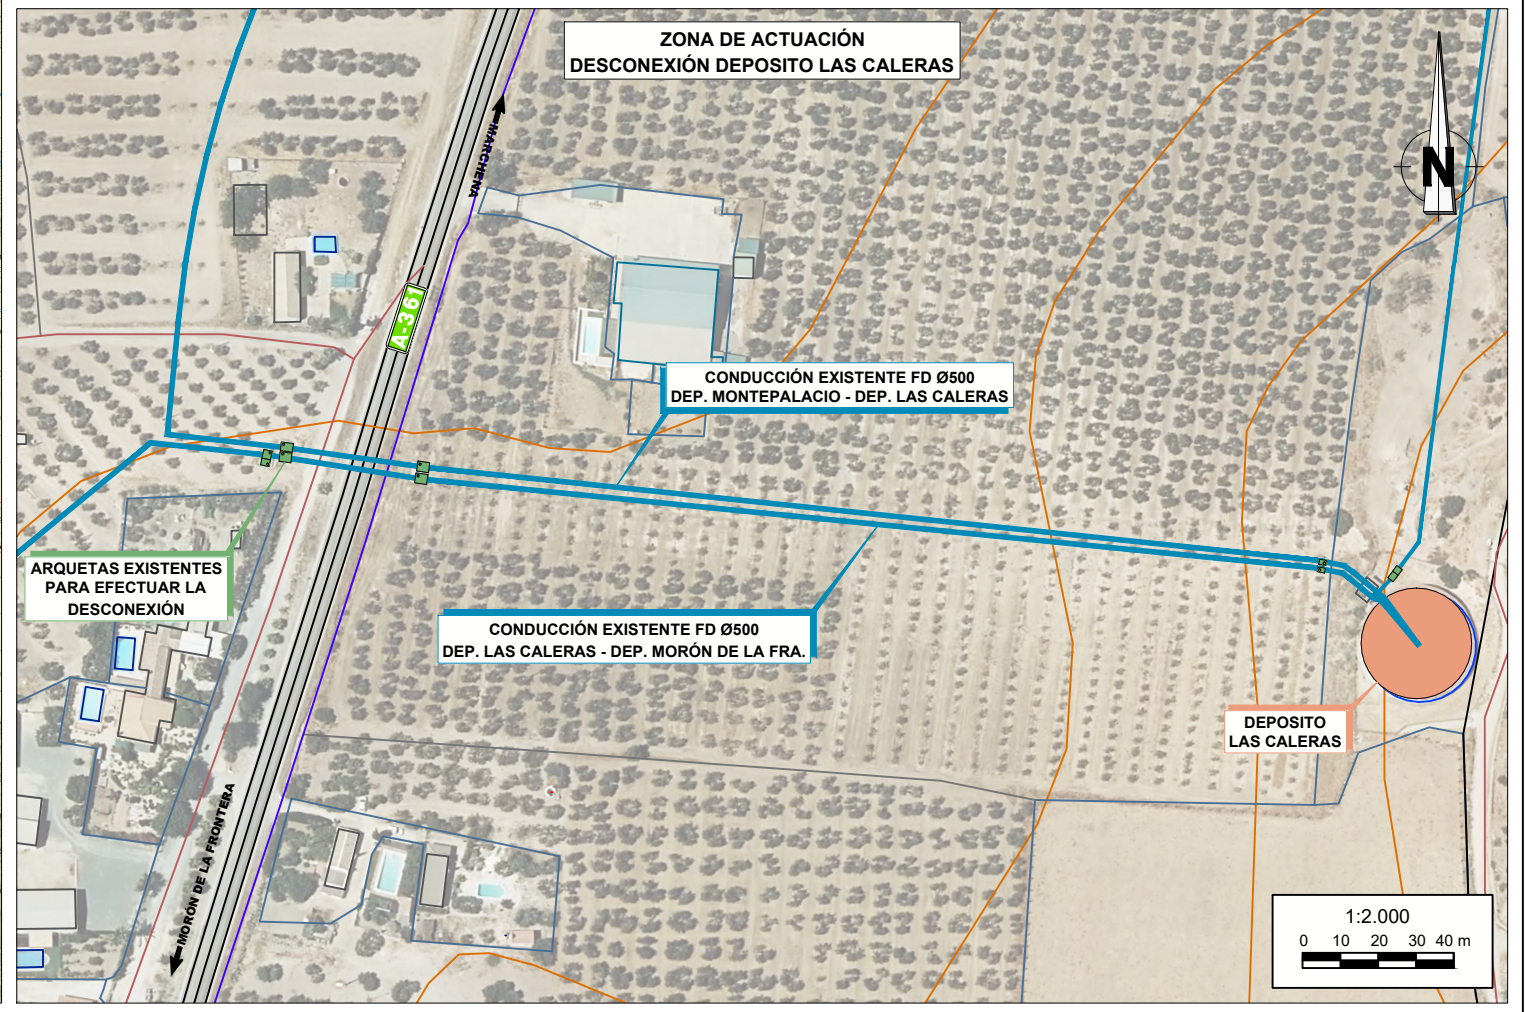 ZONA DE ACTUACIÓN
DESCONEXIÓN DEPOSITO LAS CALERAS
MARCHENA
N
A-361
CONDUCCIÓN EXISTENTE FD Ø500
DEP. MONTEPALACIO - DEP. LAS CALERAS
ARQUETAS EXISTENTES
PARA EFECTUAR LA
DESCONEXIÓN
CONDUCCIÓN EXISTENTE FD Ø500
DEP. LAS CALERAS - DEP. MORÓN DE LA FRA.
DEPOSITO
LAS CALERAS
MORÓN DE LA FRONTERA
1:2.000
0 10 20 30 40 m